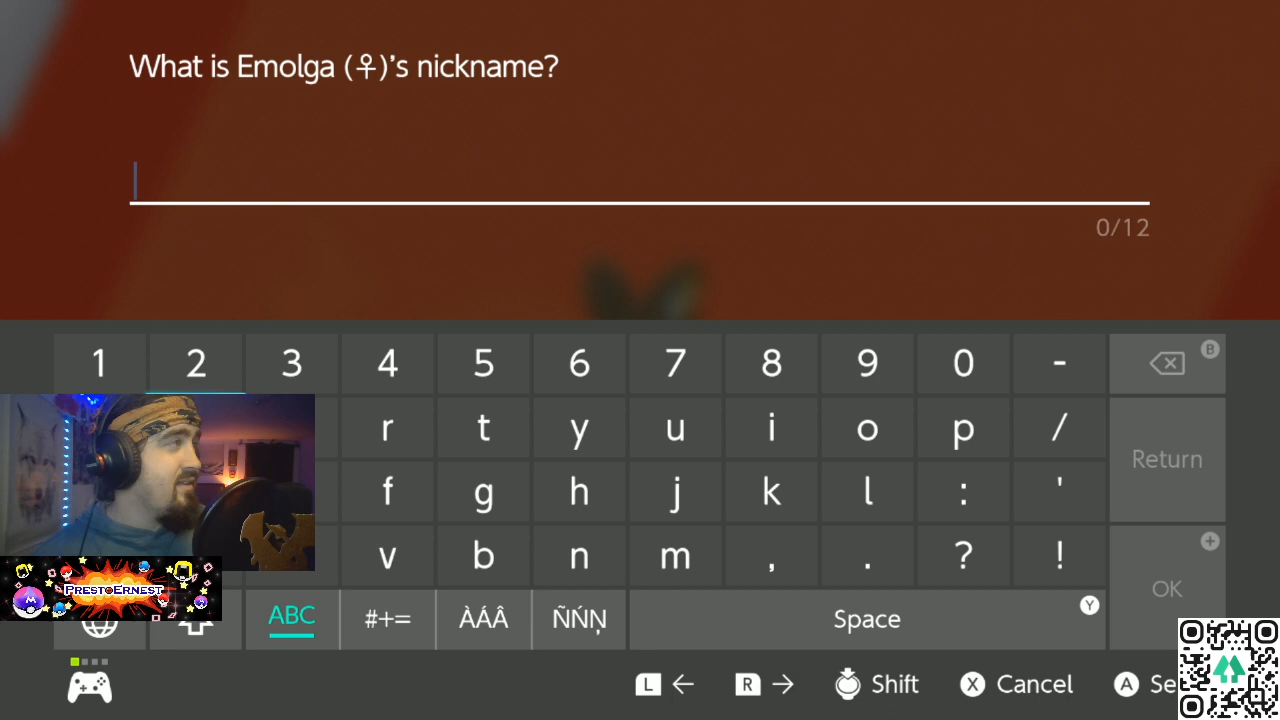 What is Emolga (♀)'s nickname?
0/12
1 2 3 4 5 6 7 8 9 0 - B
r t y u i o p /
Return
f g h j k l : '
v b n m , . ? ! +
OK
PRESTOERNEST
M
ABC #+= ÀÁÂ ÑŃŅ Space Y
L ← R → Shift X Cancel A Se